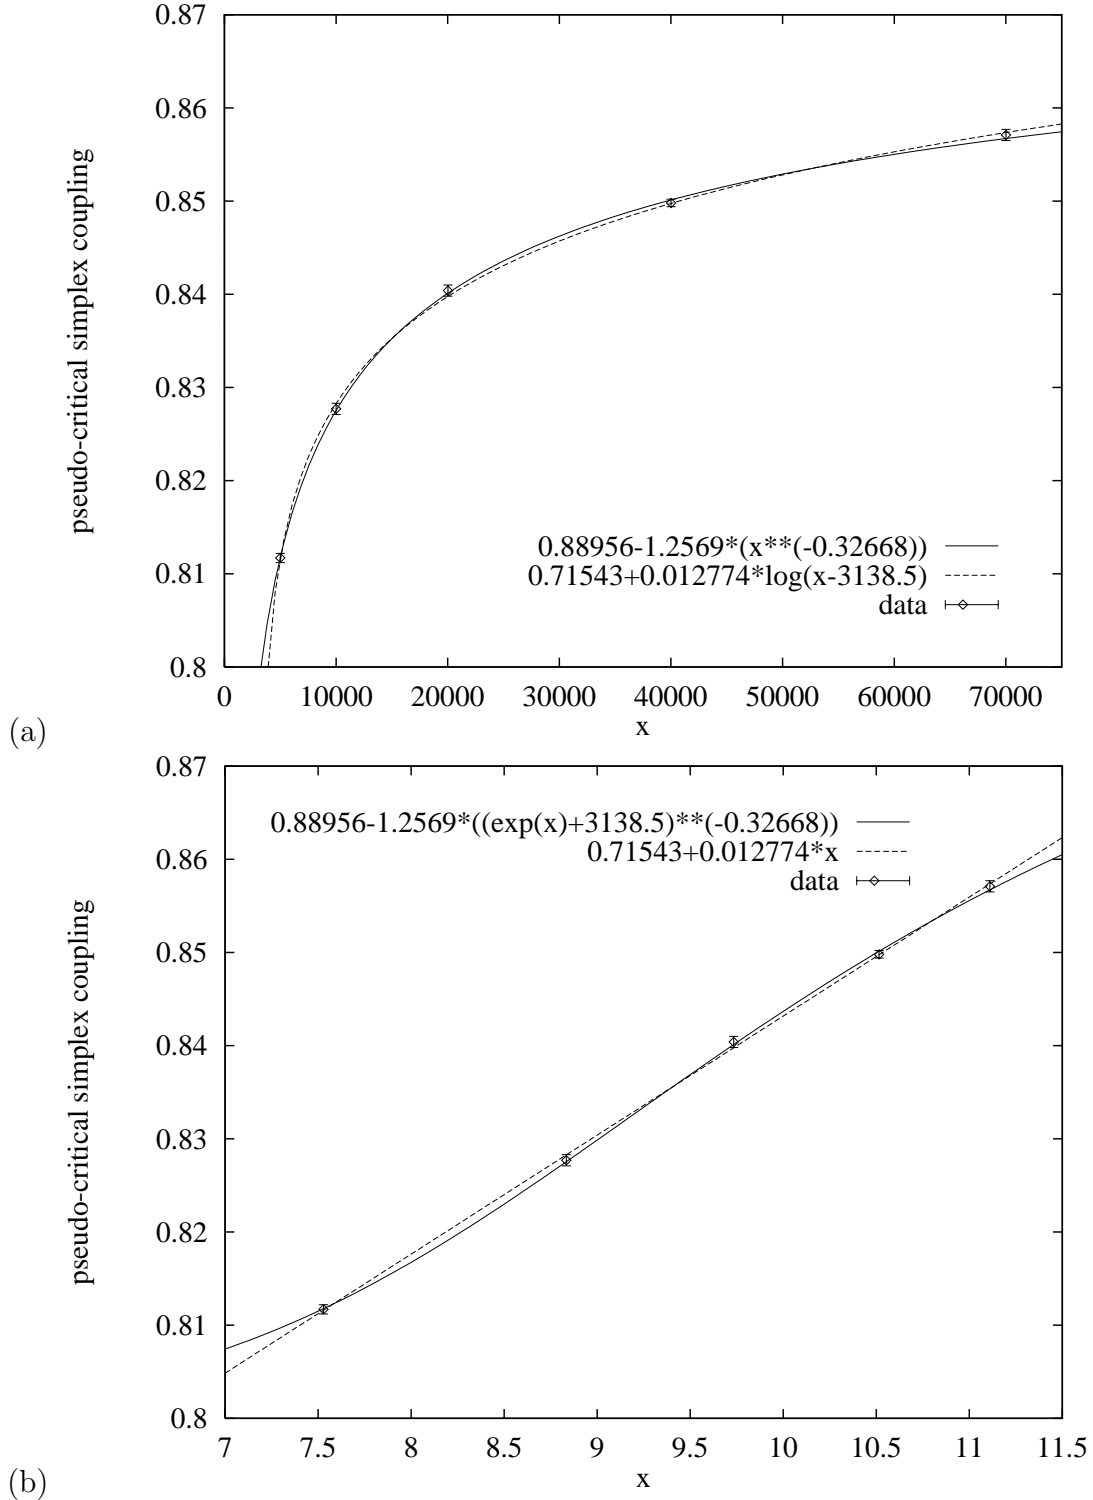 0.87
0.86
0.85
0.84
0.83
0.82
0.81
0.8
pseudo-critical simplex coupling
0.88956-1.2569*(x**(-0.32668))
0.71543+0.012774*log(x-3138.5)
data
0 10000 20000 30000 40000 50000 60000 70000
x
(a)
0.87
0.86
0.85
0.84
0.83
0.82
0.81
0.8
pseudo-critical simplex coupling
0.88956-1.2569*((exp(x)+3138.5)**(-0.32668))
0.71543+0.012774*x
data
7 7.5 8 8.5 9 9.5 10 10.5 11 11.5
x
(b)